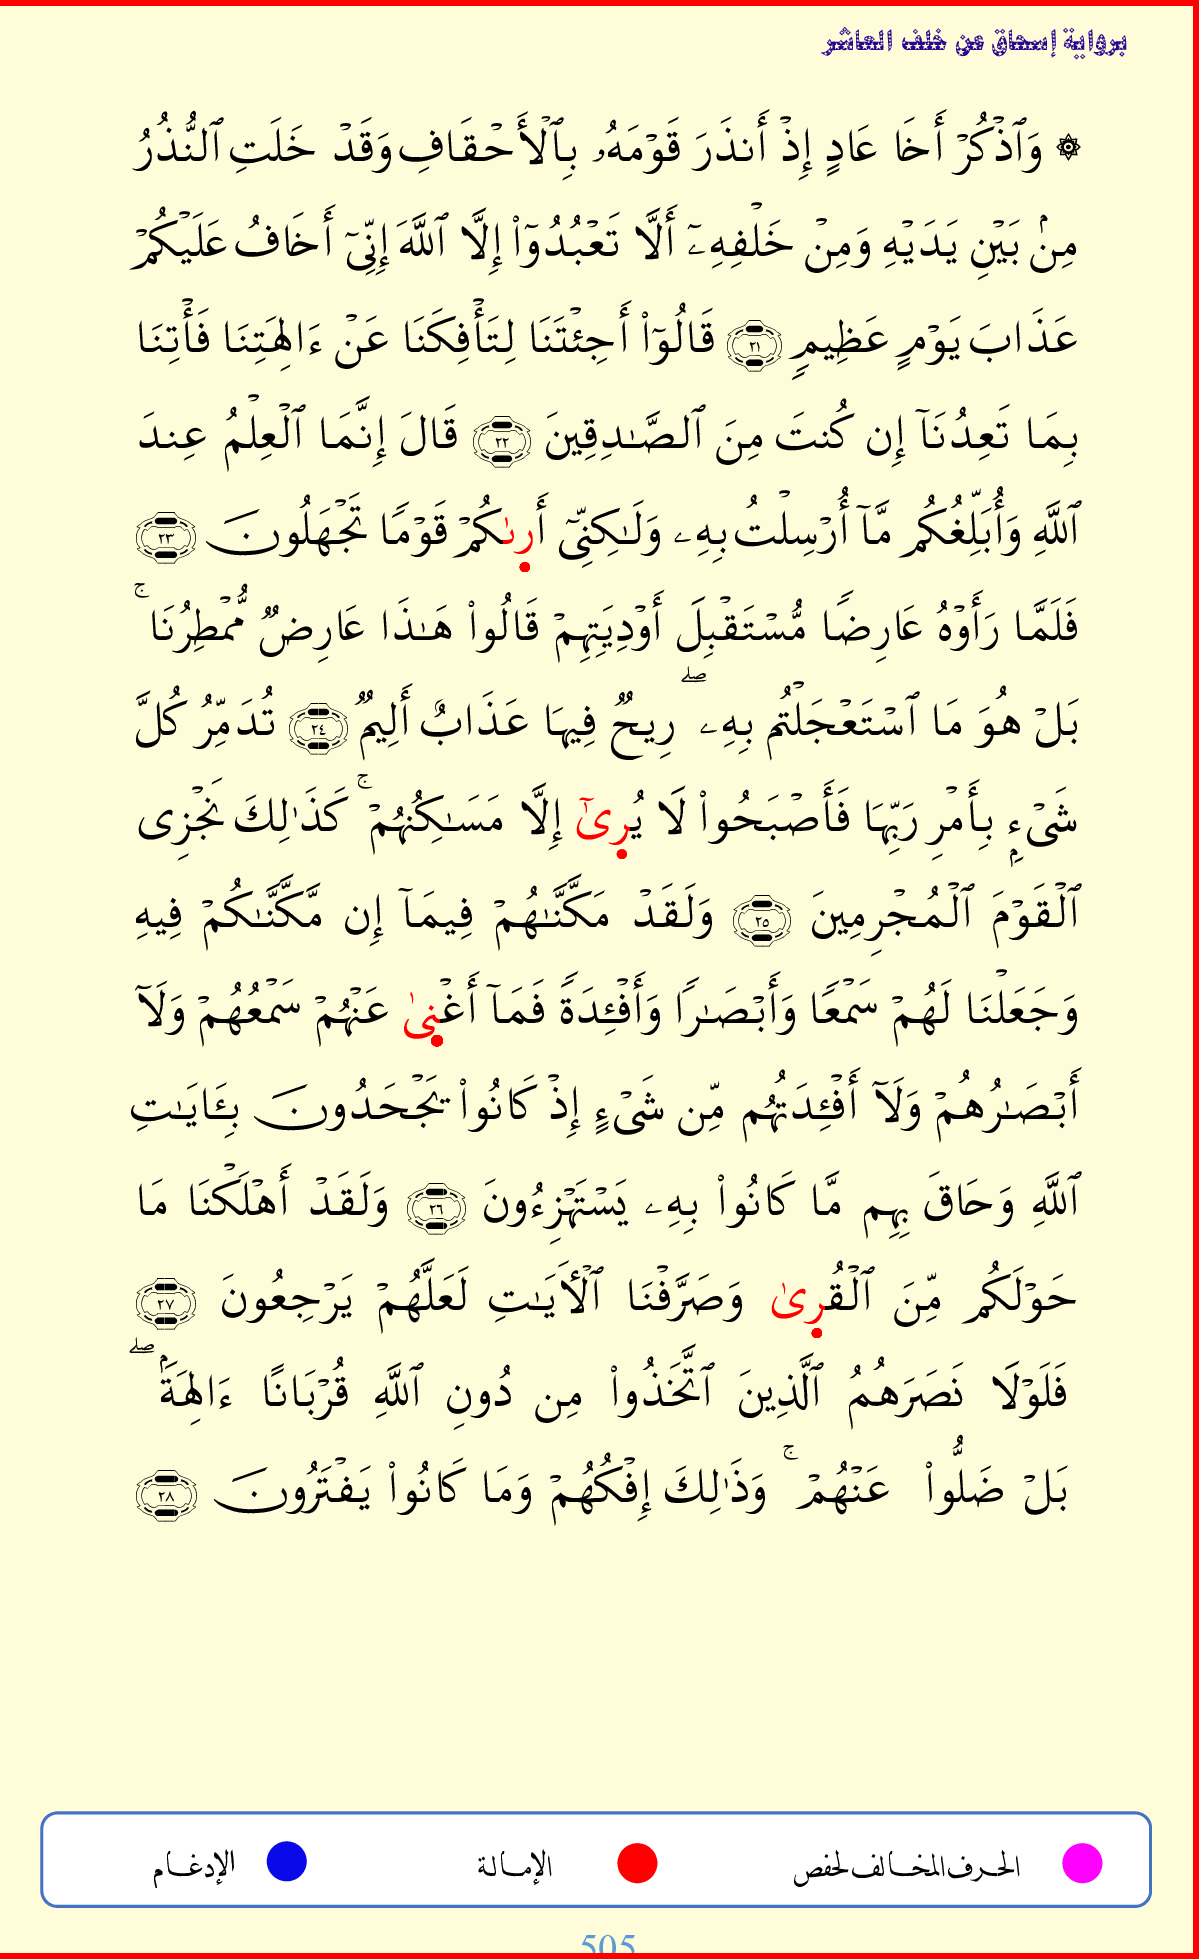 برواية إسحاق عن خلف العاشر
۞ وَٱذۡكُرۡ أَخَا عَادٍ إِذۡ أَنذَرَ قَوۡمَهُۥ بِٱلۡأَحۡقَافِ وَقَدۡ خَلَتِ ٱلنُّذُرُ
مِنۢ بَيۡنِ يَدَيۡهِ وَمِنۡ خَلۡفِهِۦٓ أَلَّا تَعۡبُدُوٓاْ إِلَّا ٱللَّهَ إِنِّيٓ أَخَافُ عَلَيۡكُمۡ
عَذَابَ يَوۡمٍ عَظِيمٖ ٢١ قَالُوٓاْ أَجِئۡتَنَا لِتَأۡفِكَنَا عَنۡ ءَالِهَتِنَا فَأۡتِنَا
بِمَا تَعِدُنَآ إِن كُنتَ مِنَ ٱلصَّٰدِقِينَ ٢٢ قَالَ إِنَّمَا ٱلۡعِلۡمُ عِندَ
ٱللَّهِ وَأُبَلِّغُكُم مَّآ أُرۡسِلۡتُ بِهِۦ وَلَٰكِنِّيٓ أَرِىٰكُمۡ قَوۡمٗا تَجۡهَلُونَ ٢٣
فَلَمَّا رَأَوۡهُ عَارِضٗا مُّسۡتَقۡبِلَ أَوۡدِيَتِهِمۡ قَالُواْ هَٰذَا عَارِضٞ مُّمۡطِرُنَاۚ
بَلۡ هُوَ مَا ٱسۡتَعۡجَلۡتُم بِهِۦۖ رِيحٞ فِيهَا عَذَابٌ أَلِيمٞ ٢٤ تُدَمِّرُ كُلَّ
شَيۡءِۭ بِأَمۡرِ رَبِّهَا فَأَصۡبَحُواْ لَا يُرِىٰٓ إِلَّا مَسَٰكِنُهُمۡۚ كَذَٰلِكَ نَجۡزِي
ٱلۡقَوۡمَ ٱلۡمُجۡرِمِينَ ٢٥ وَلَقَدۡ مَكَّنَّٰهُمۡ فِيمَآ إِن مَّكَّنَّٰكُمۡ فِيهِ
وَجَعَلۡنَا لَهُمۡ سَمۡعٗا وَأَبۡصَٰرٗا وَأَفۡـِٔدَةٗ فَمَآ أَغۡنِىٰ عَنۡهُمۡ سَمۡعُهُمۡ وَلَآ
أَبۡصَٰرُهُمۡ وَلَآ أَفۡـِٔدَتُهُم مِّن شَيۡءٍ إِذۡ كَانُواْ يَجۡحَدُونَ بِـَٔايَٰتِ
ٱللَّهِ وَحَاقَ بِهِم مَّا كَانُواْ بِهِۦ يَسۡتَهۡزِءُونَ ٢٦ وَلَقَدۡ أَهۡلَكۡنَا مَا
حَوۡلَكُم مِّنَ ٱلۡقُرِىٰ وَصَرَّفۡنَا ٱلۡأٓيَٰتِ لَعَلَّهُمۡ يَرۡجِعُونَ ٢٧
فَلَوۡلَا نَصَرَهُمُ ٱلَّذِينَ ٱتَّخَذُواْ مِن دُونِ ٱللَّهِ قُرۡبَانًا ءَالِهَةَۢۖ
بَلۡ ضَلُّواْ عَنۡهُمۡۚ وَذَٰلِكَ إِفۡكُهُمۡ وَمَا كَانُواْ يَفۡتَرُونَ ٢٨
الحرف المخالف لحفص الإمالة الإدغام
505